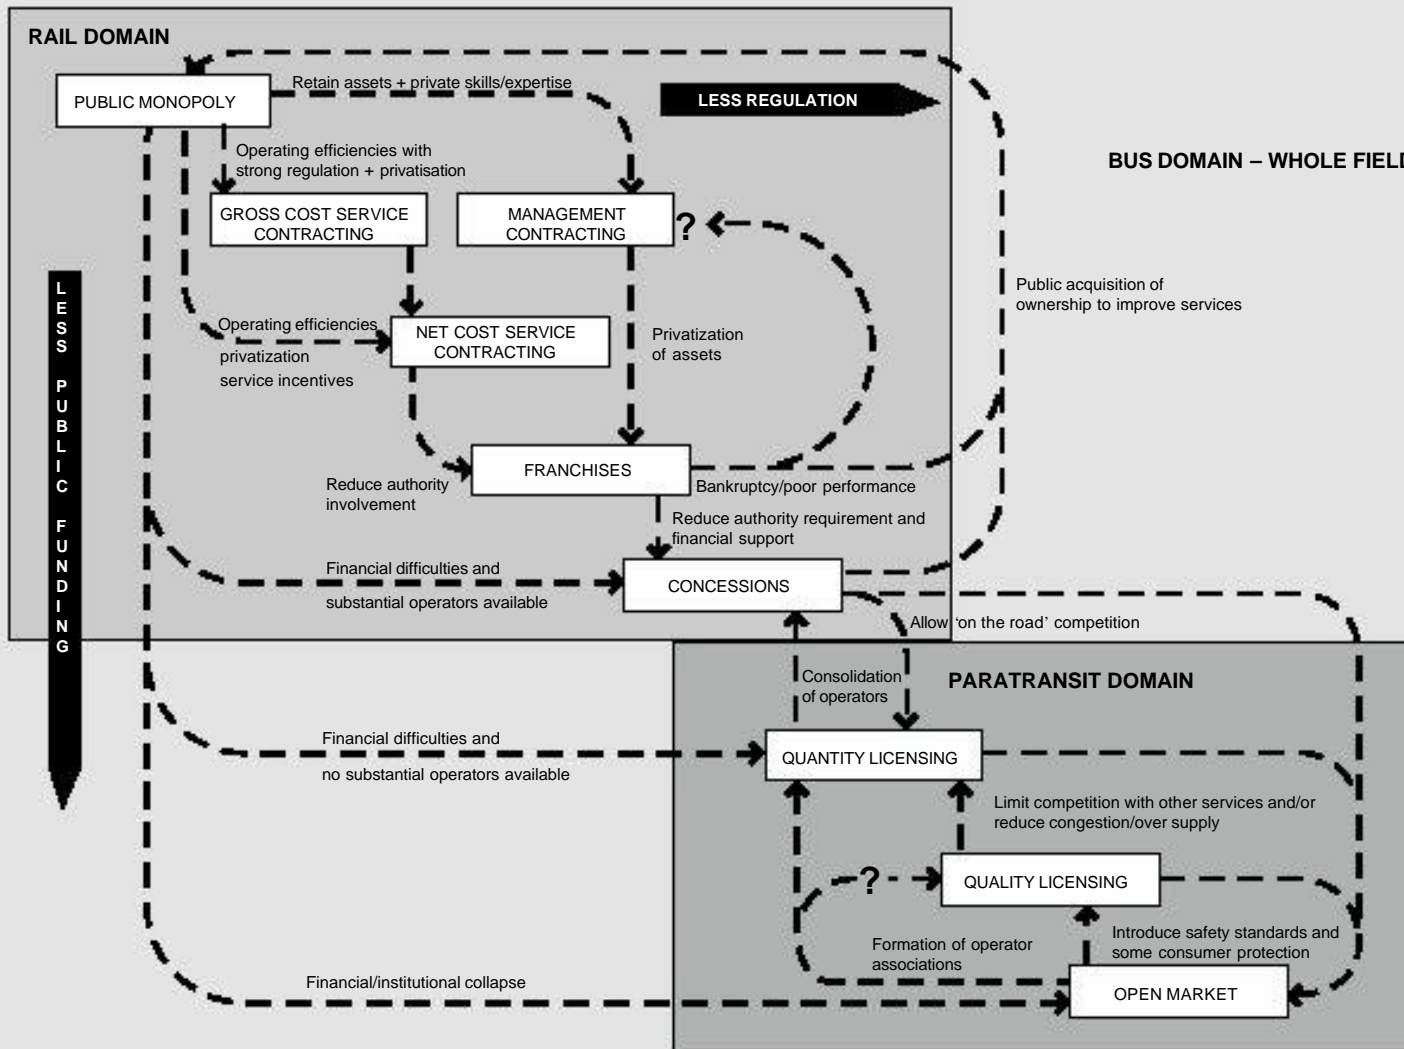 RAIL DOMAIN
PUBLIC MONOPOLY
Retain assets + private skills/expertise
LESS REGULATION
BUS DOMAIN – WHOLE FIELD
Operating efficiencies with
strong regulation + privatisation
GROSS COST SERVICE
CONTRACTING
MANAGEMENT
CONTRACTING
?
Public acquisition of
ownership to improve services
LESS PUBLIC FUNDING
Operating efficiencies
privatization
service incentives
NET COST SERVICE
CONTRACTING
Privatization
of assets
FRANCHISES
Reduce authority
involvement
Bankruptcy/poor performance
Reduce authority requirement and
financial support
Financial difficulties and
substantial operators available
CONCESSIONS
Allow ‘on the road’ competition
Consolidation
of operators
PARATRANSIT DOMAIN
Financial difficulties and
no substantial operators available
QUANTITY LICENSING
Limit competition with other services and/or
reduce congestion/over supply
?
QUALITY LICENSING
Formation of operator
associations
Introduce safety standards and
some consumer protection
Financial/institutional collapse
OPEN MARKET